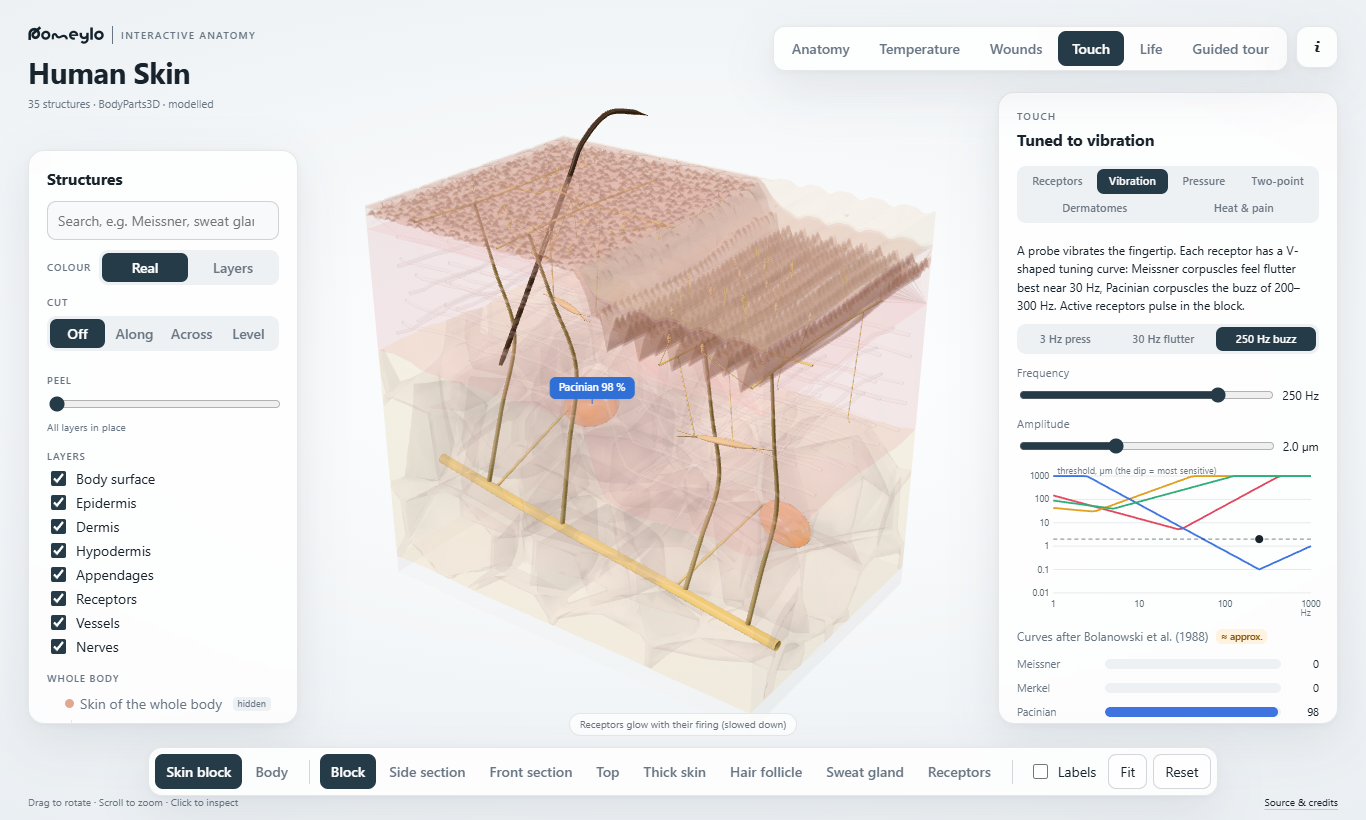 Romeylo
INTERACTIVE ANATOMY
Human Skin
35 structures · BodyParts3D · modelled
Anatomy
Temperature
Wounds
Touch
Life
Guided tour
i
Structures
Search, e.g. Meissner, sweat glan
COLOUR
Real
Layers
CUT
Off
Along
Across
Level
PEEL
All layers in place
LAYERS
Body surface
Epidermis
Dermis
Hypodermis
Appendages
Receptors
Vessels
Nerves
WHOLE BODY
Skin of the whole body
hidden
Pacinian 98 %
Receptors glow with their firing (slowed down)
TOUCH
Tuned to vibration
Receptors
Vibration
Pressure
Two-point
Dermatomes
Heat & pain
A probe vibrates the fingertip. Each receptor has a V-
shaped tuning curve: Meissner corpuscles feel flutter
best near 30 Hz, Pacinian corpuscles the buzz of 200–
300 Hz. Active receptors pulse in the block.
3 Hz press
30 Hz flutter
250 Hz buzz
Frequency
250 Hz
Amplitude
2.0 µm
threshold, µm (the dip = most sensitive)
1000
100
10
1
0.1
0.01
1
10
100
1000
Hz
Curves after Bolanowski et al. (1988)
≈ approx.
Meissner
0
Merkel
0
Pacinian
98
Skin block
Body
Block
Side section
Front section
Top
Thick skin
Hair follicle
Sweat gland
Receptors
Labels
Fit
Reset
Drag to rotate · Scroll to zoom · Click to inspect
Source & credits